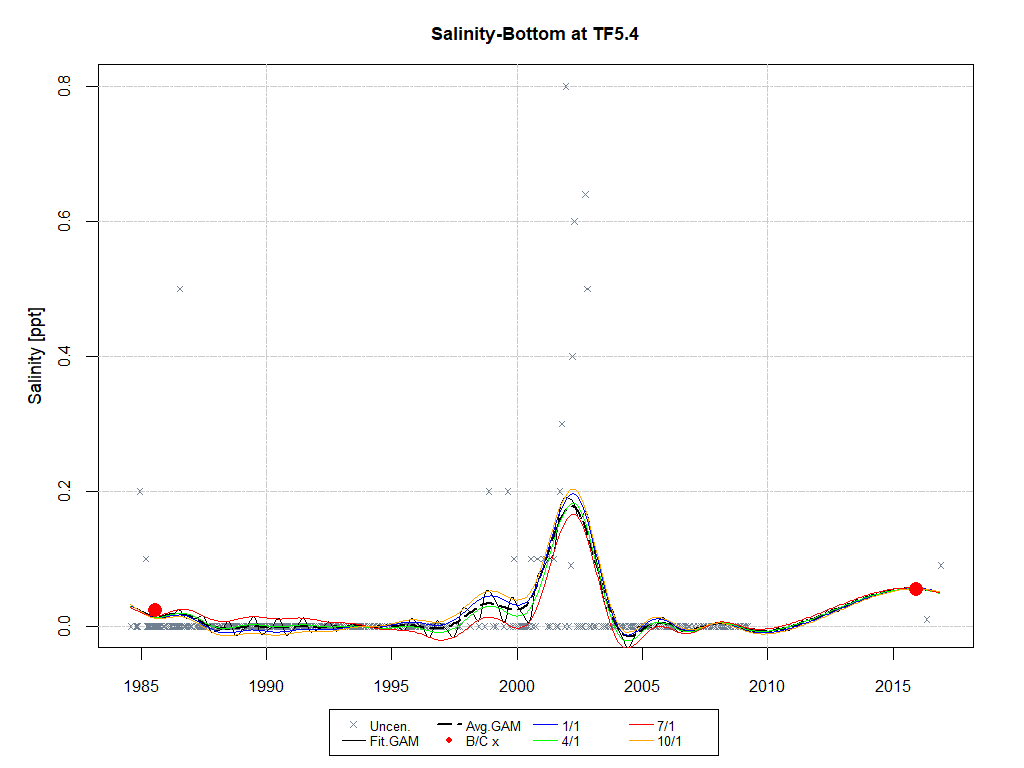 Salinity-Bottom at TF5.4
Salinity [ppt]
0.8
0.6
0.4
0.2
0.0
1985 1990 1995 2000 2005 2010 2015
Uncen. Avg.GAM 1/1 7/1
Fit.GAM B/C x 4/1 10/1